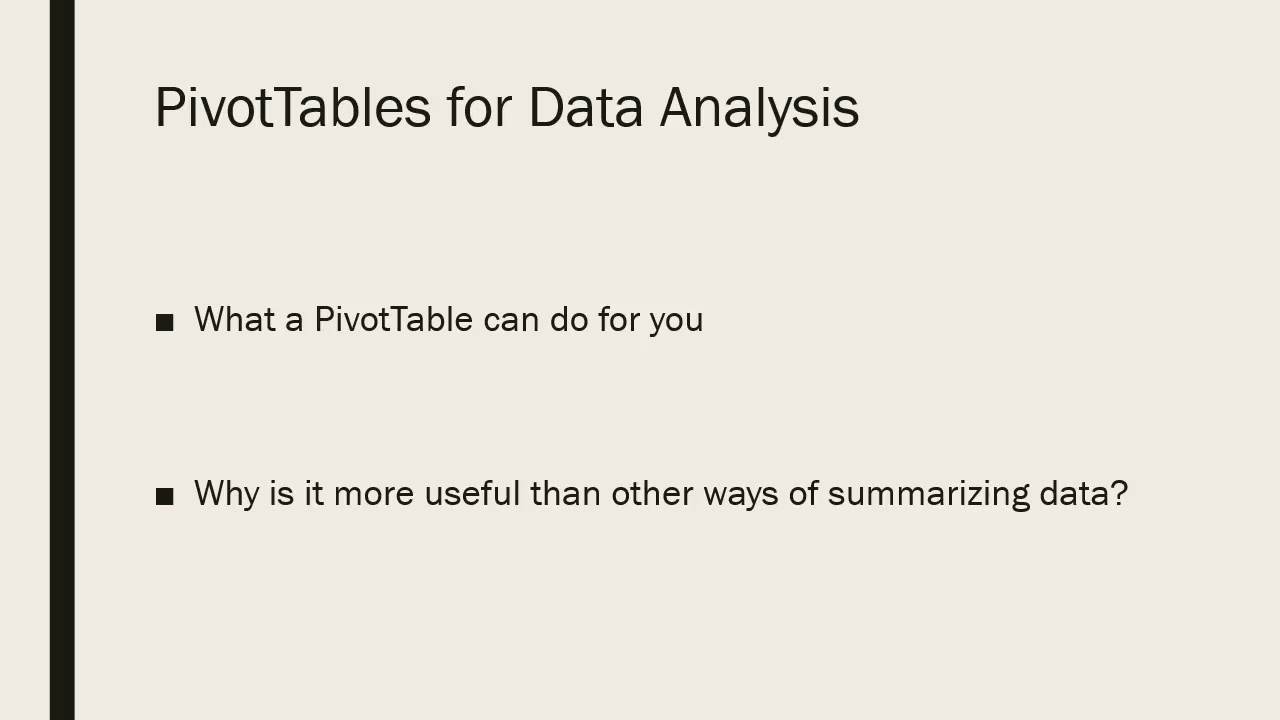 PivotTables for Data Analysis
■ What a PivotTable can do for you
■ Why is it more useful than other ways of summarizing data?